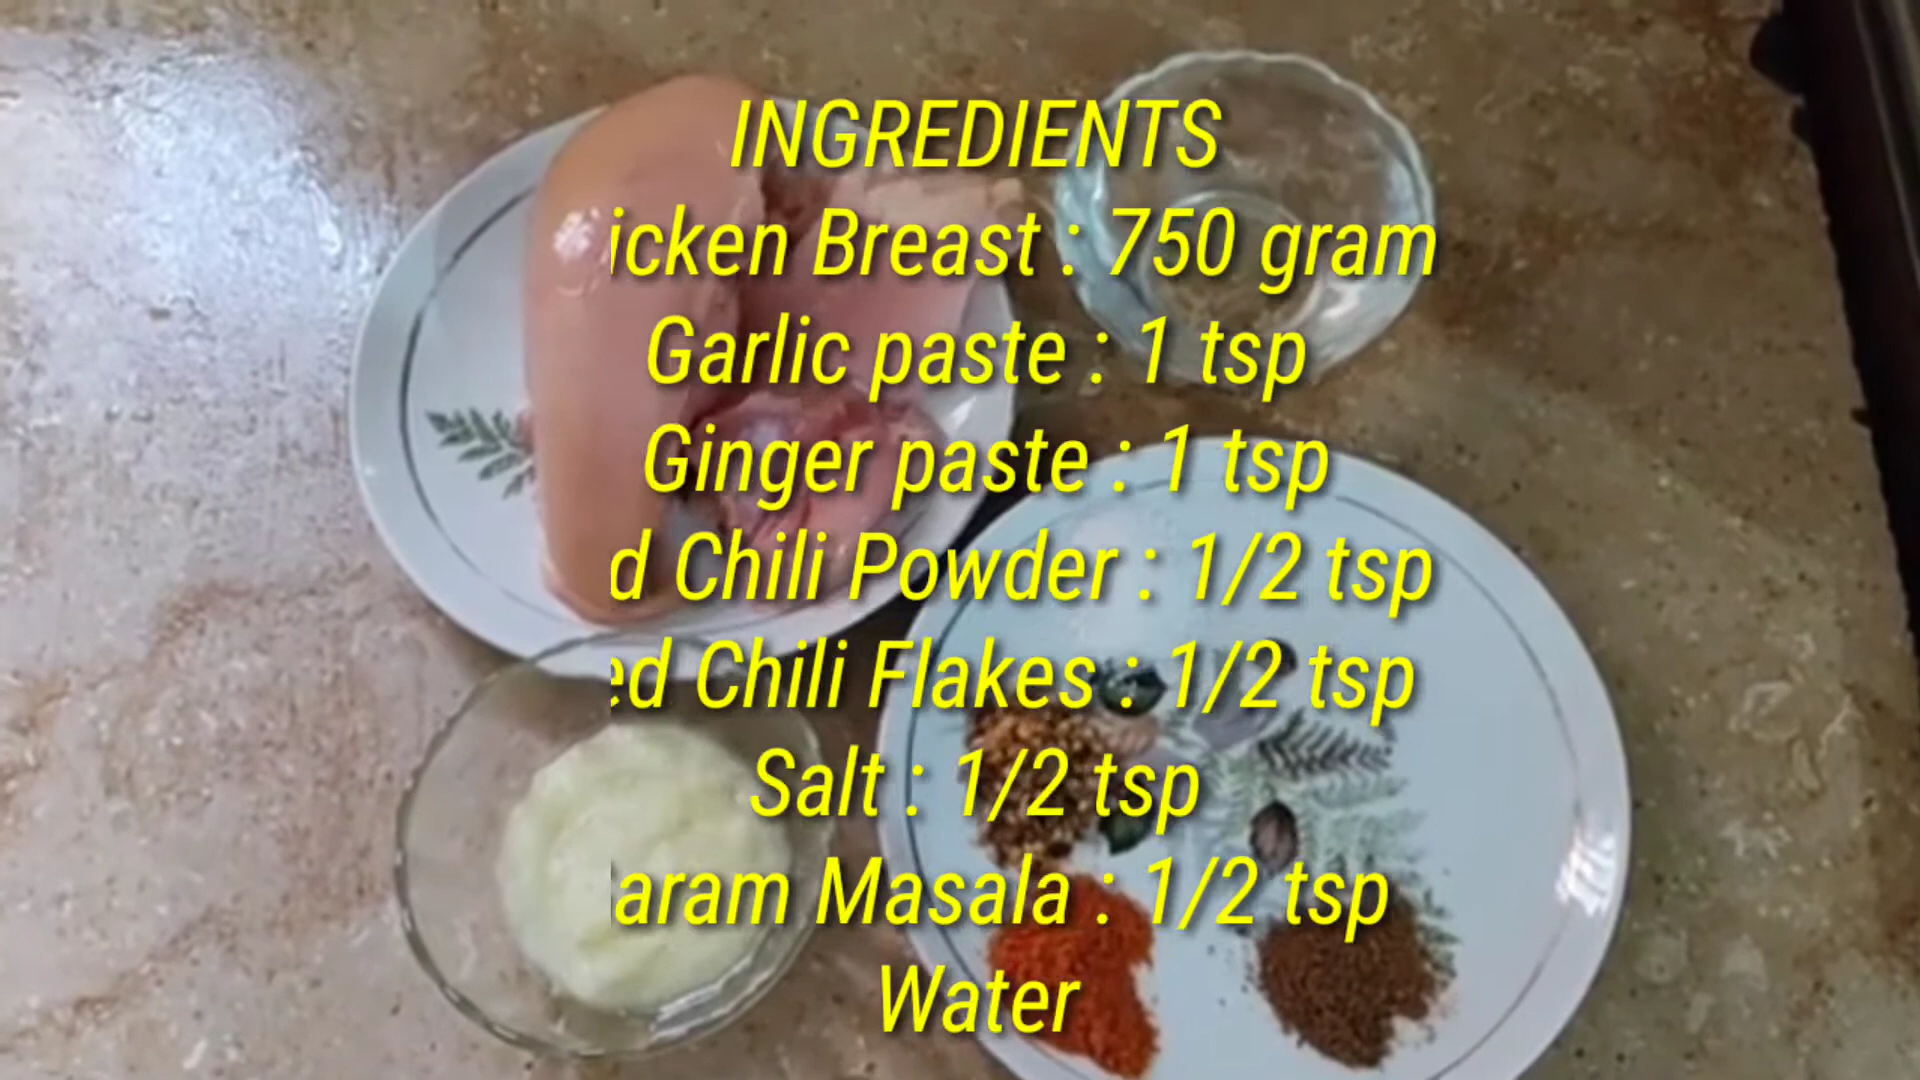 INGREDIENTS
icken Breast : 750 gram
Garlic paste : 1 tsp
Ginger paste : 1 tsp
d Chili Powder : 1/2 tsp
ed Chili Flakes : 1/2 tsp
Salt : 1/2 tsp
aram Masala : 1/2 tsp
Water